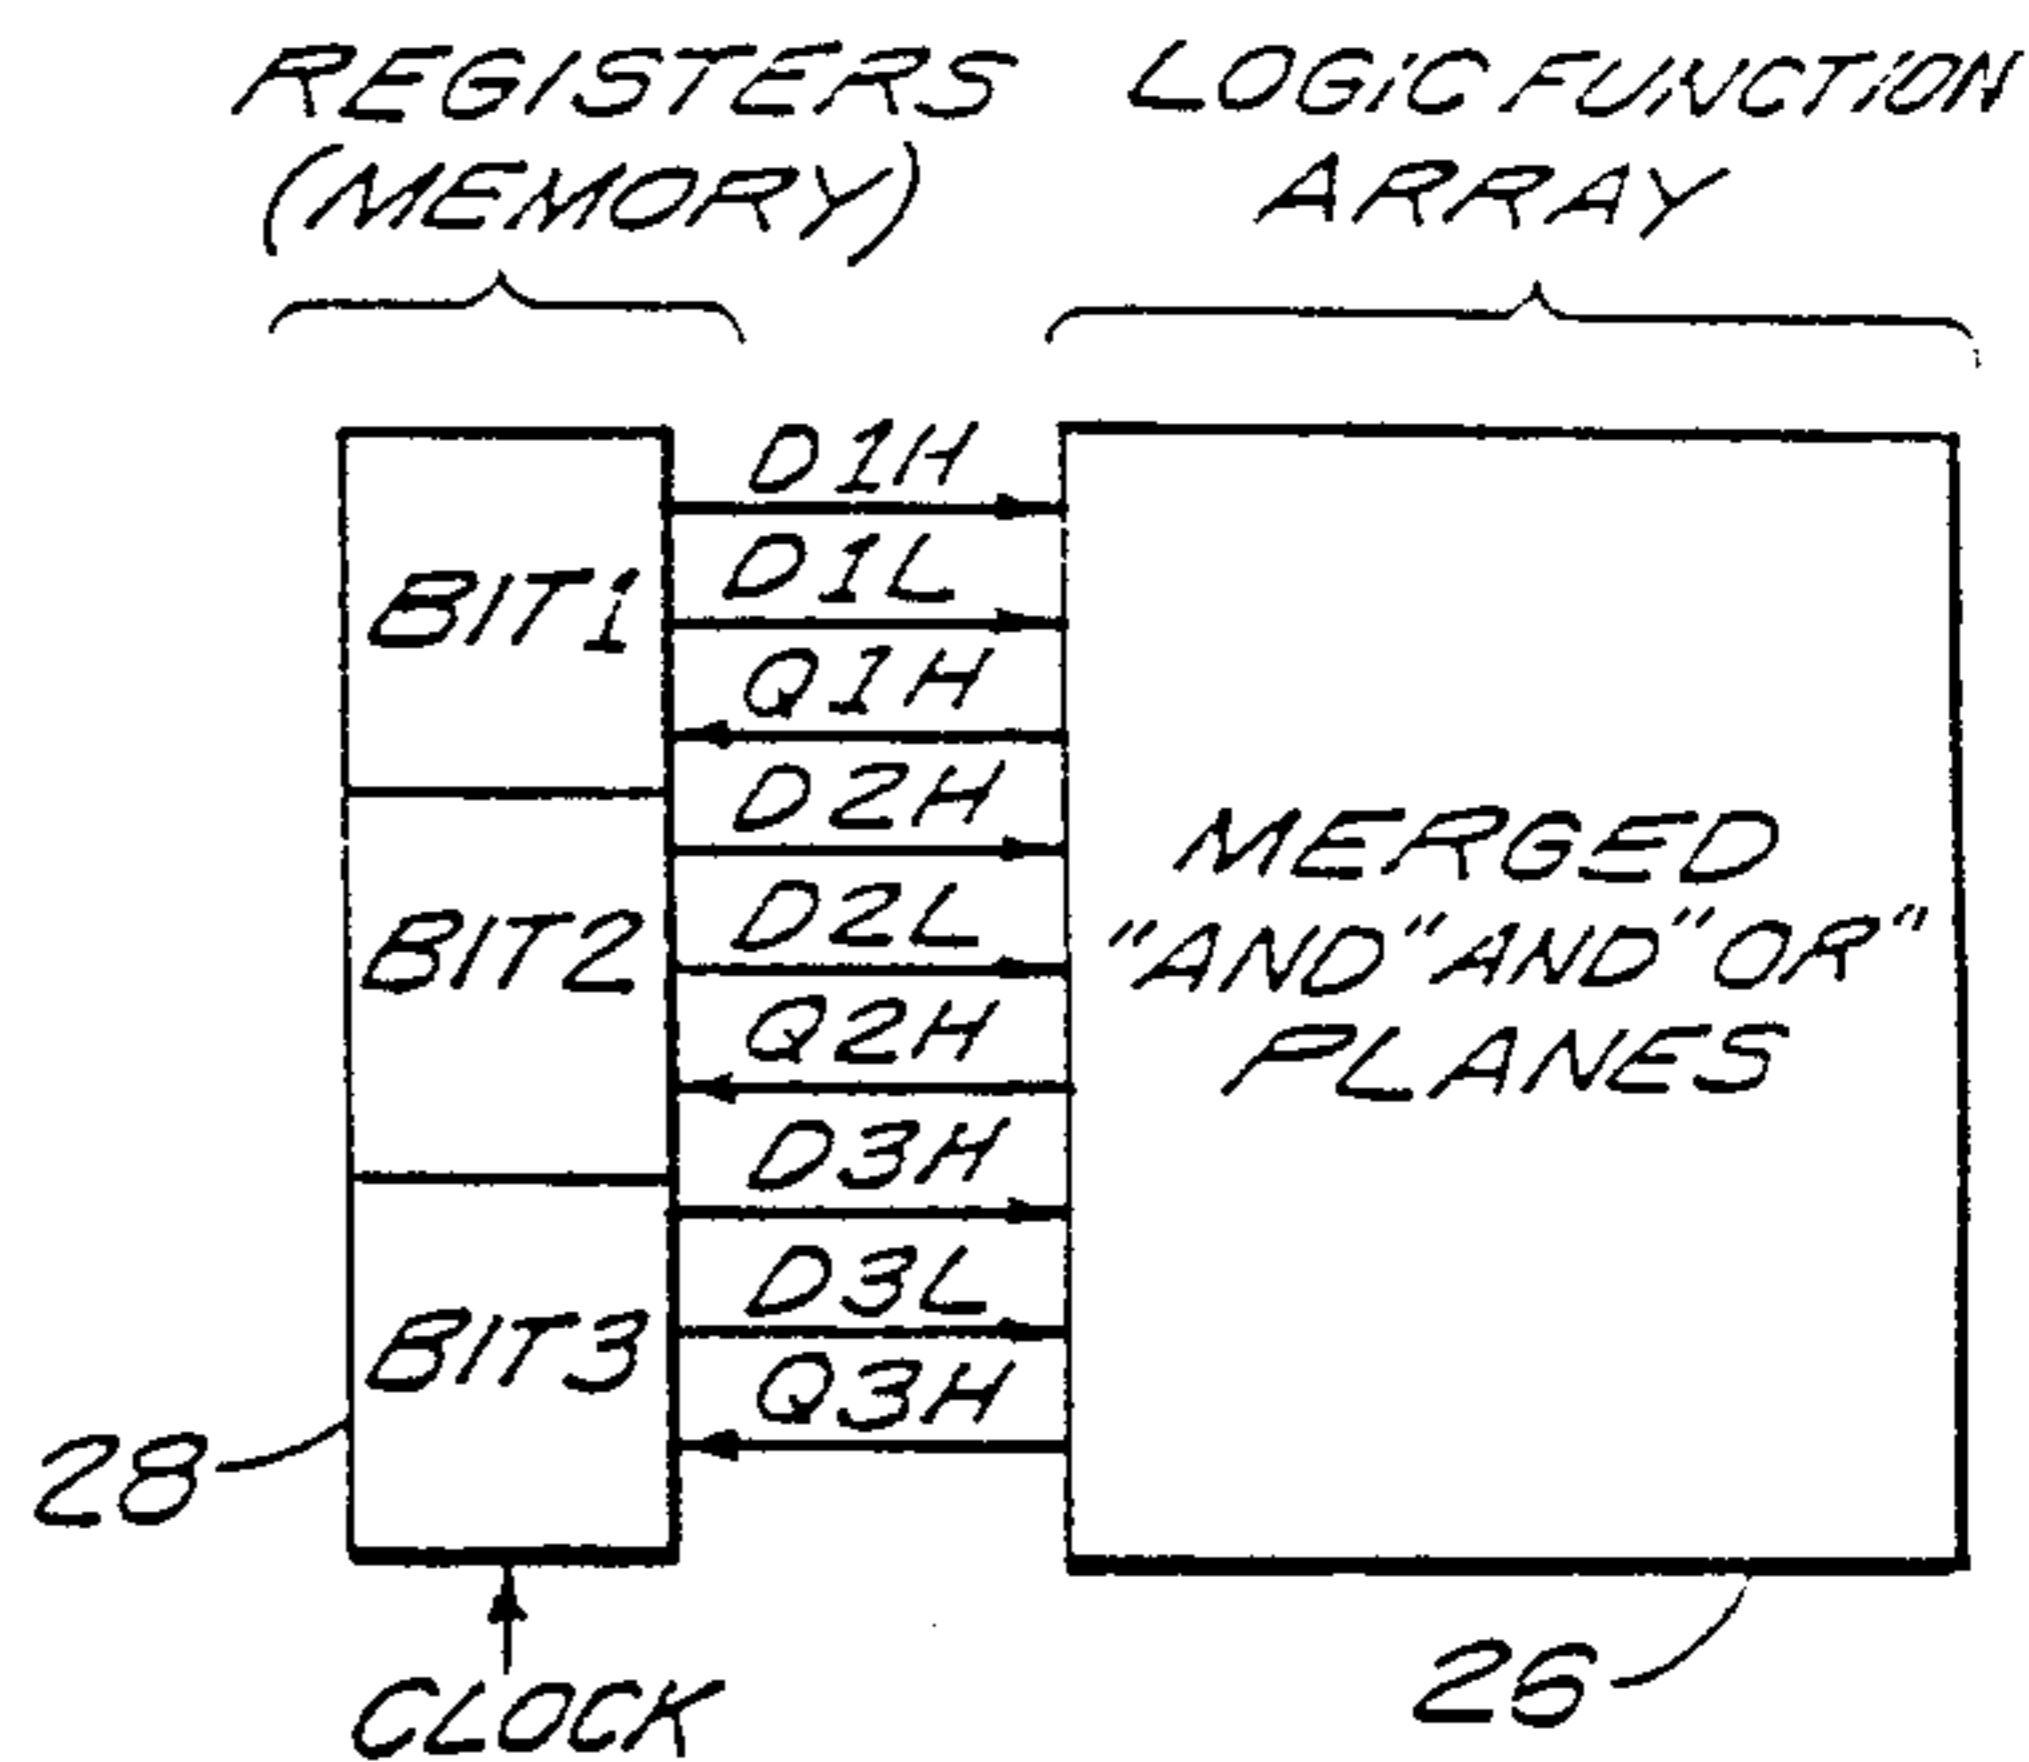 REGISTERS
(MEMORY)
LOGIC FUNCTION
ARRAY
BIT1
BIT2
BIT3
D1H
D1L
Q1H
D2H
D2L
Q2H
D3H
D3L
Q3H
MERGED
"AND" AND "OR"
PLANES
28
CLOCK
26